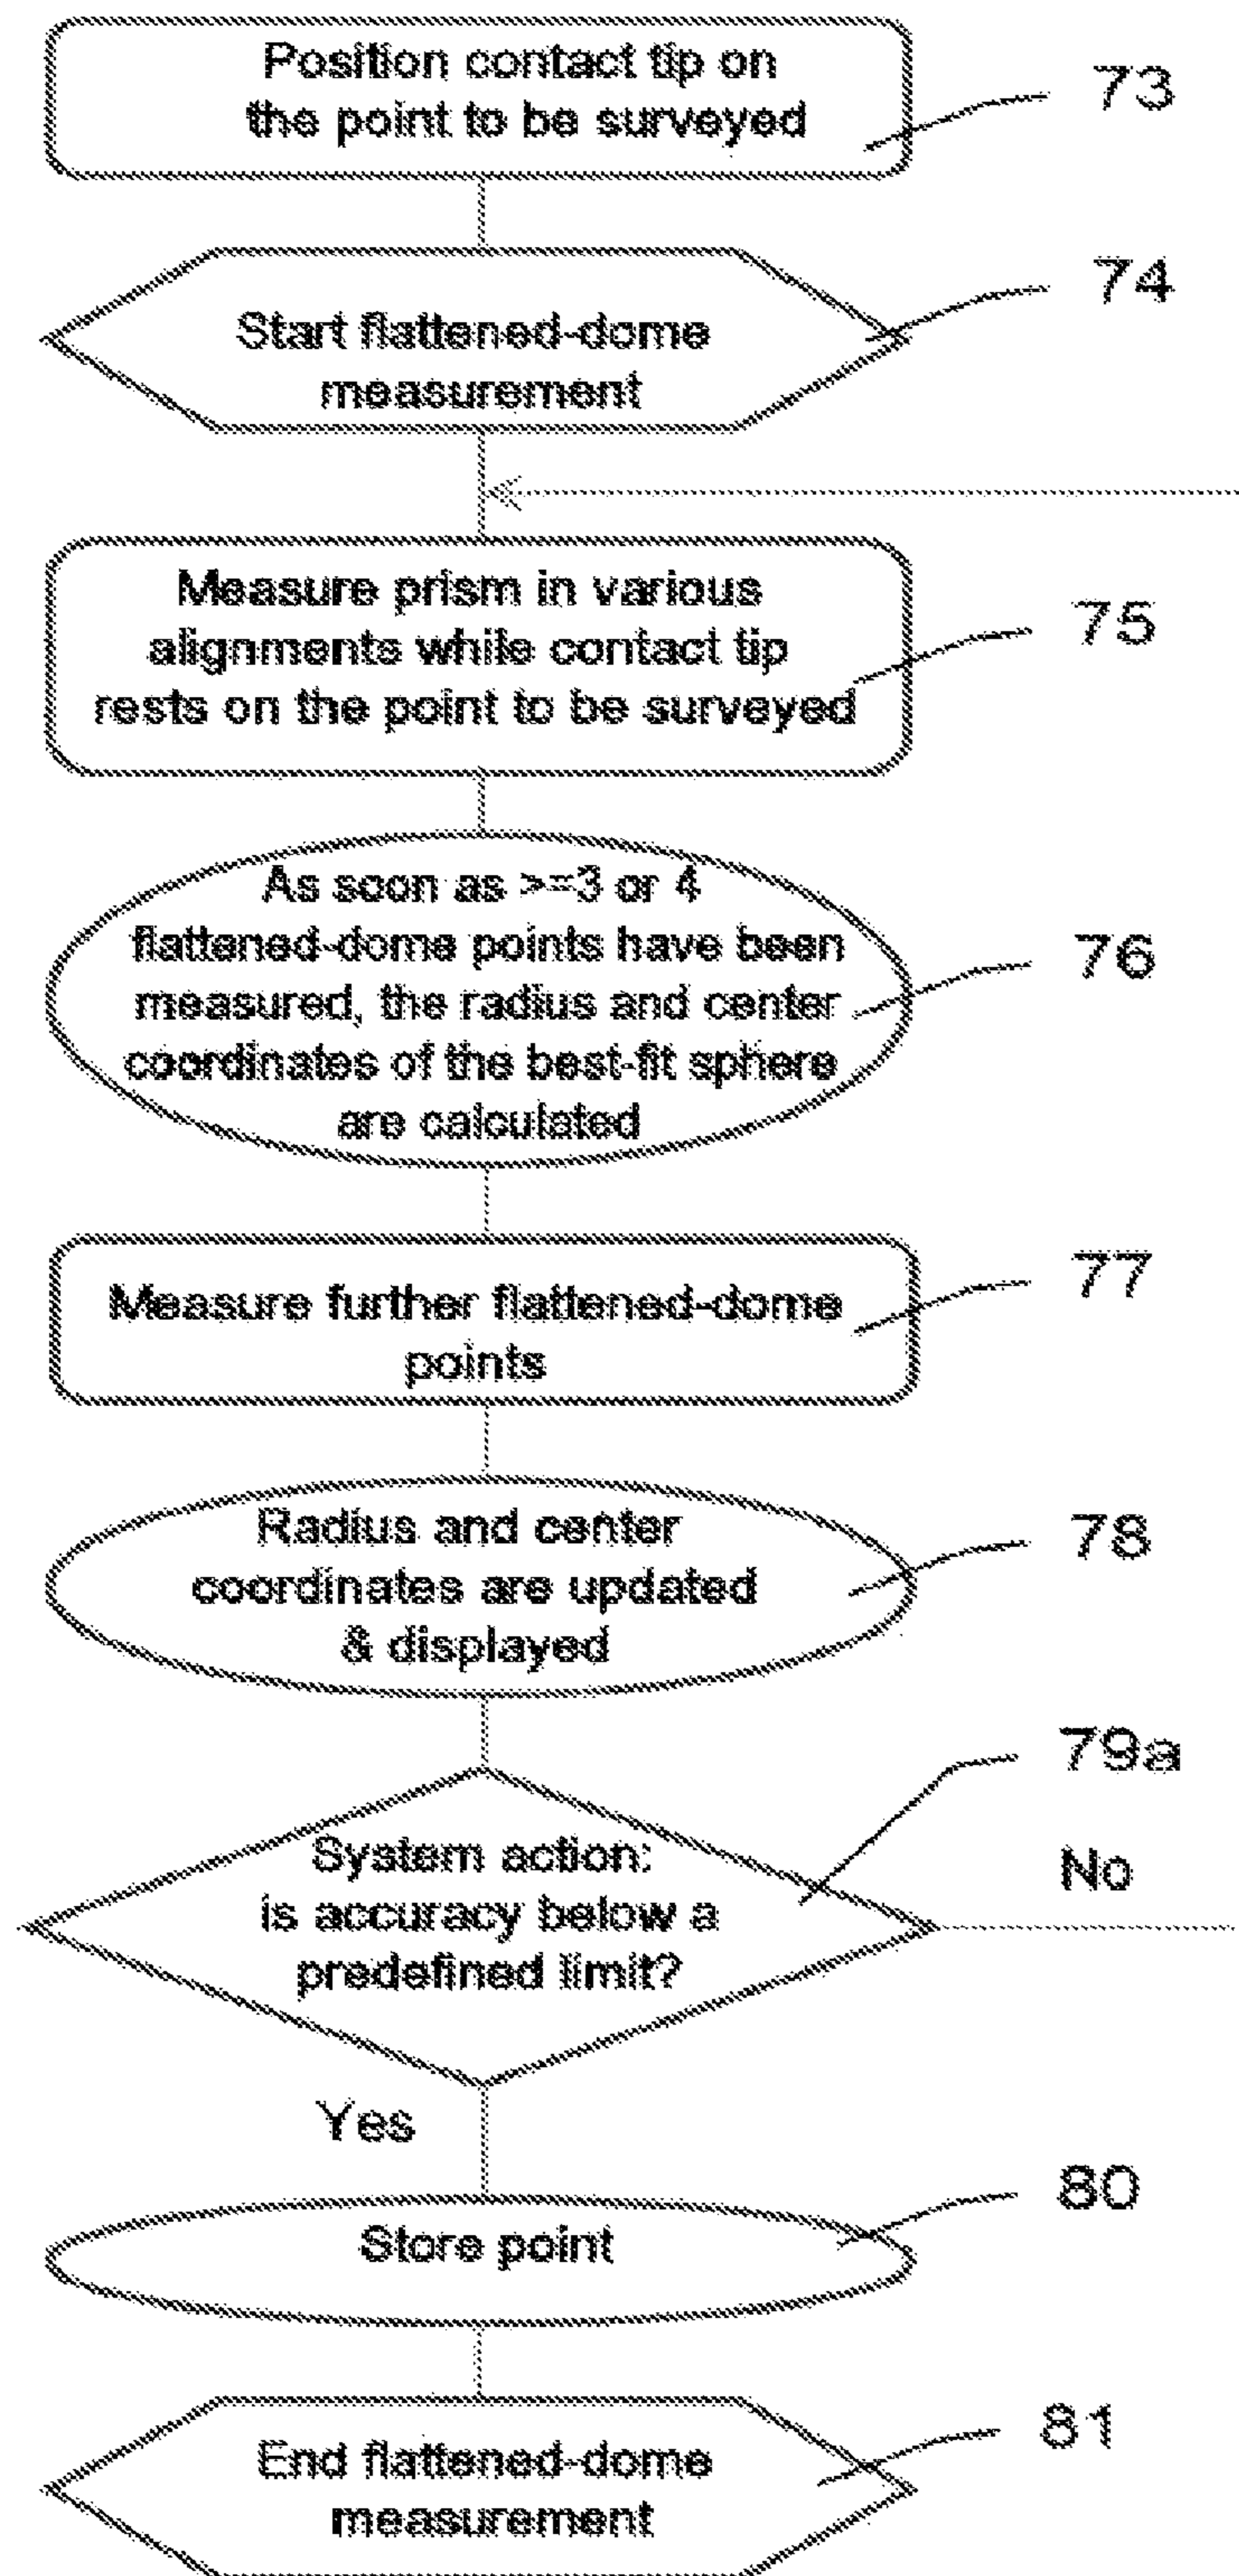 Position contact tip on
the point to be surveyed
73
Start flattened-dome
measurement
74
Measure prism in various
alignments while contact tip
rests on the point to be surveyed
75
As soon as >=3 or 4
flattened-dome points have been
measured, the radius and center
coordinates of the best-fit sphere
are calculated
76
Measure further flattened-dome
points
77
Radius and center
coordinates are updated
& displayed
78
System action:
is accuracy below a
predefined limit?
79a
No
Yes
Store point
80
End flattened-dome
measurement
81